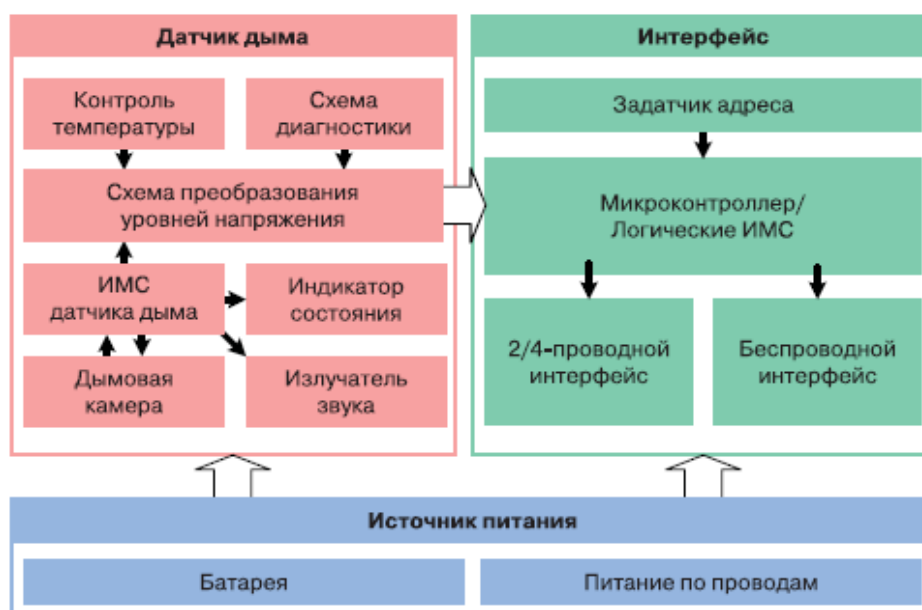 Датчик дыма
Контроль
температуры
Схема
диагностики
Схема преобразования
уровней напряжения
ИМС
датчика дыма
Индикатор
состояния
Дымовая
камера
Излучатель
звука
Интерфейс
Задатчик адреса
Микроконтроллер/
Логические ИМС
2/4-проводной
интерфейс
Беспроводной
интерфейс
Источник питания
Батарея
Питание по проводам